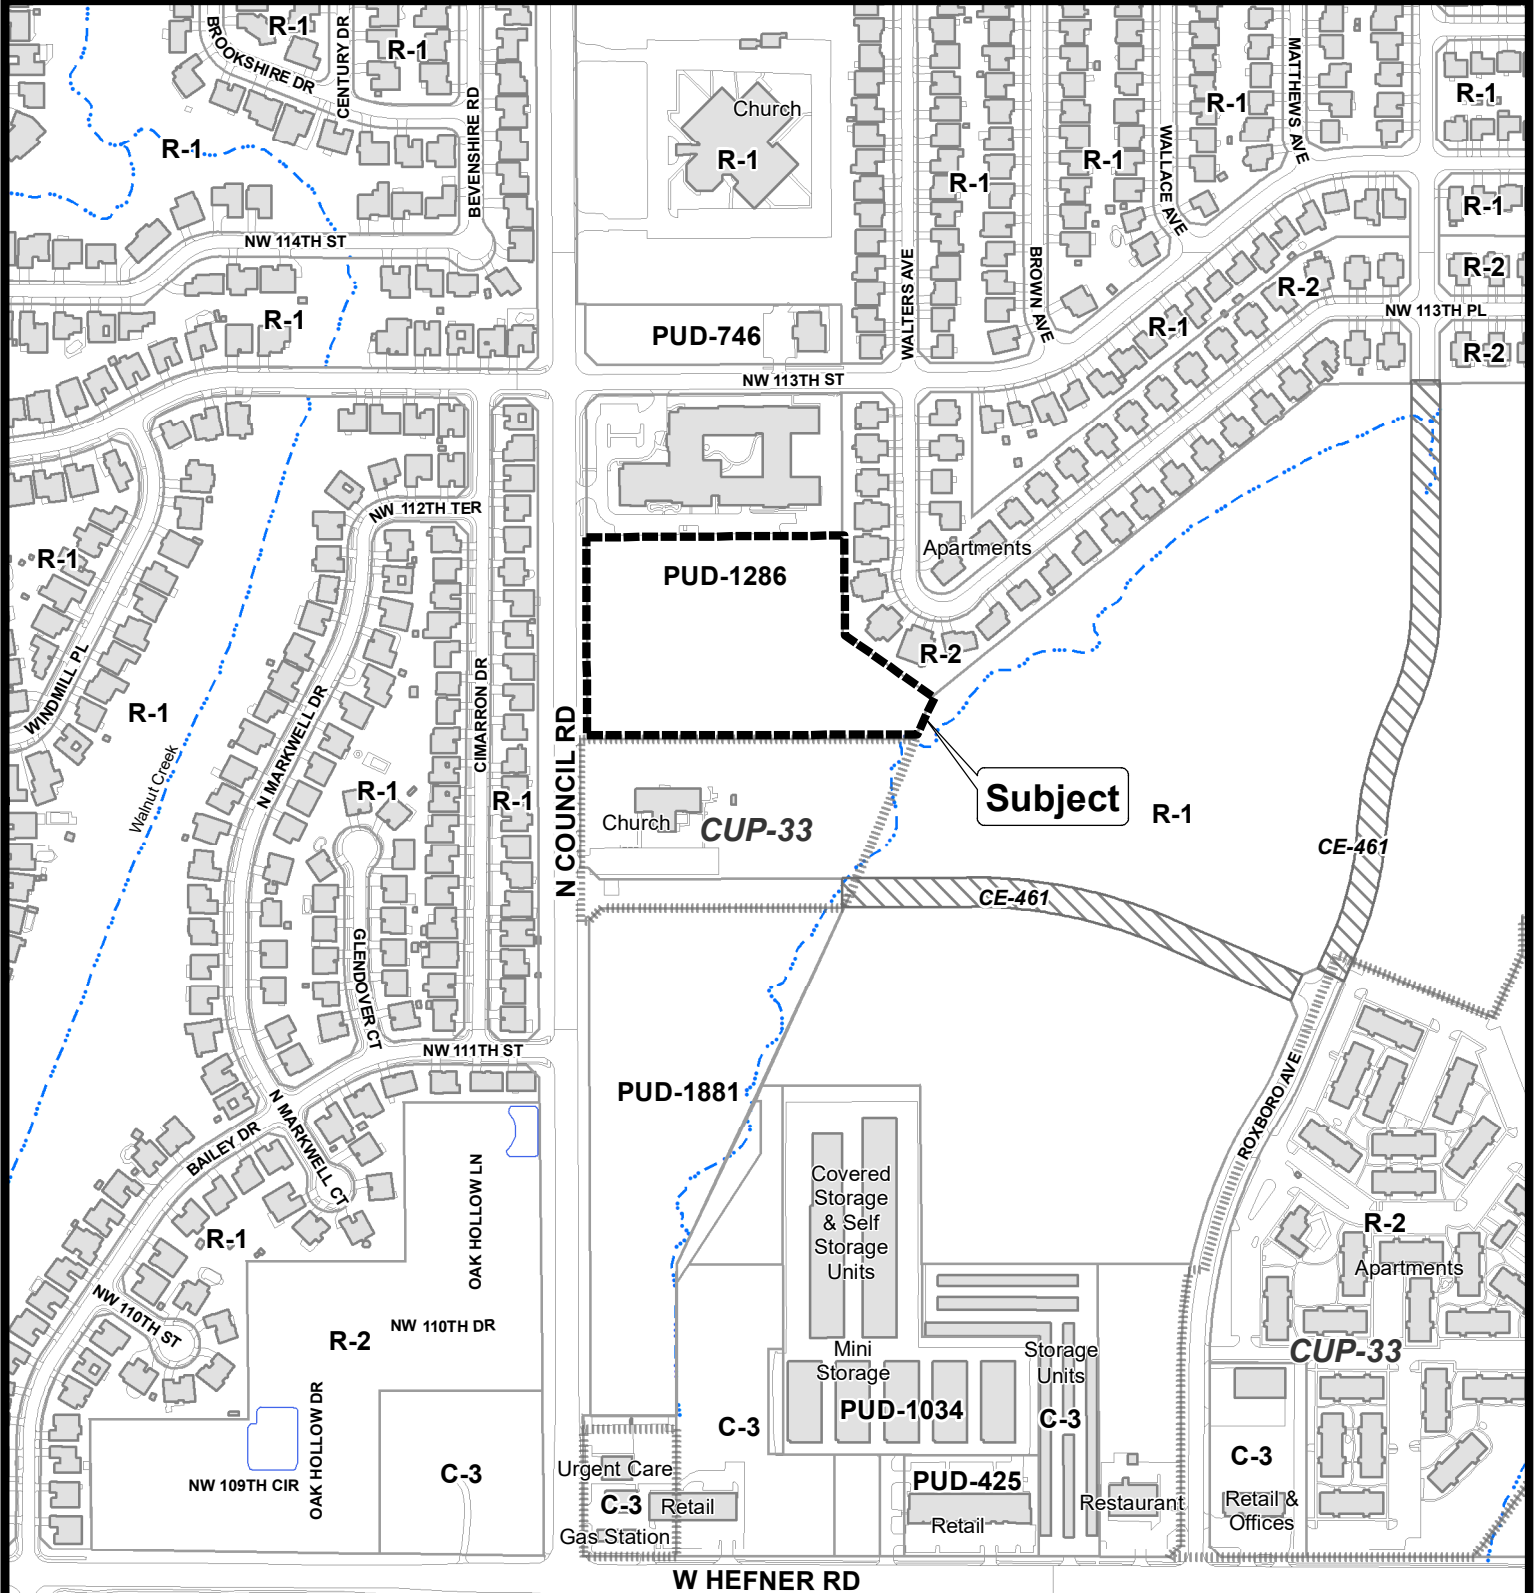 BROOKSHIRE DR
R-1
CENTURY DR
R-1
BEVENSHIRE RD
R-1
Church
R-1
R-1
R-1
WALLACE AVE
R-1
MATTHEWS AVE
R-1
R-1
R-2
R-2
NW 114TH ST
R-1
PUD-746
WALTERS AVE
BROWN AVE
R-1
R-2
NW 113TH PL
NW 113TH ST
NW 112TH TER
R-1
PUD-1286
Apartments
R-2
WINDMILL PL
R-1
Walnut Creek
N MARKWELL DR
CIMARRON DR
R-1
R-1
N COUNCIL RD
Subject
R-1
Church
CUP-33
CE-461
CE-461
GLENDOVER CT
NW 111TH ST
PUD-1881
ROXBORO AVE
N MARKWELL CT
BAILEY DR
OAK HOLLOW LN
Covered
Storage
& Self
Storage
Units
R-1
R-2
Apartments
NW 110TH ST
R-2
NW 110TH DR
Mini
Storage
Storage
Units
CUP-33
OAK HOLLOW DR
PUD-1034
C-3
C-3
C-3
C-3
NW 109TH CIR
Urgent Care
C-3
Retail
Gas Station
PUD-425
Retail
Restaurant
Retail &
Offices
W HEFNER RD